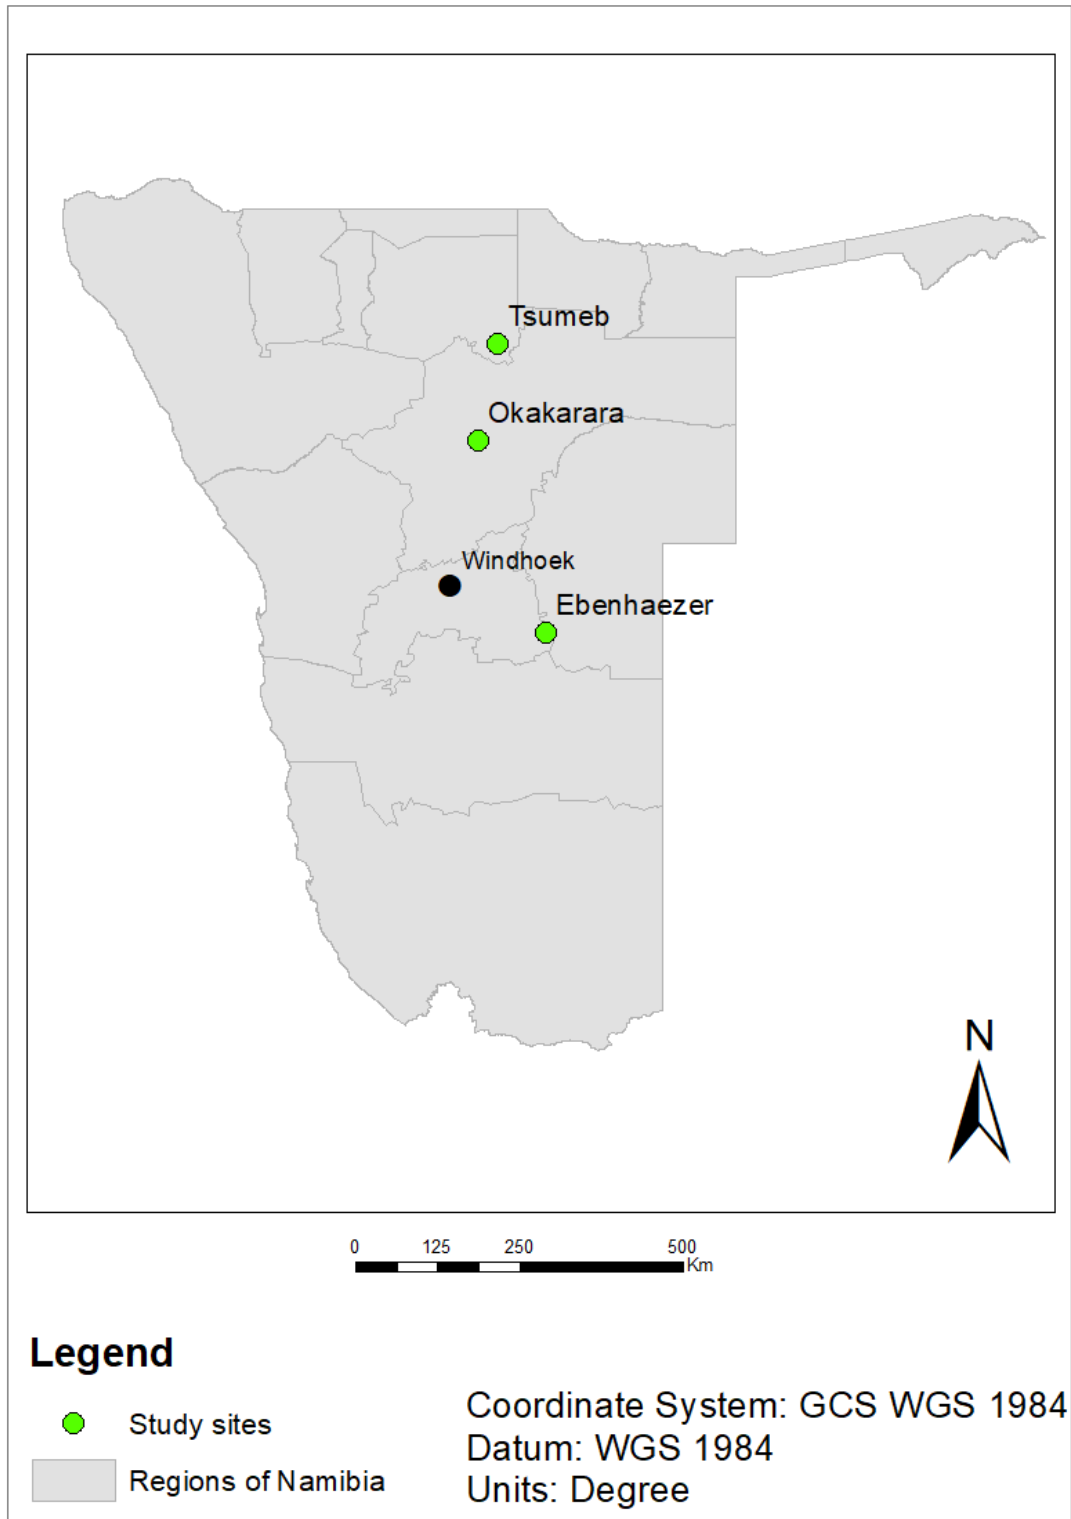 Tsumeb
Okakarara
Windhoek
Ebenhaezer
N
0 125 250 500
Km
Legend
Study sites
Regions of Namibia
Coordinate System: GCS WGS 1984
Datum: WGS 1984
Units: Degree